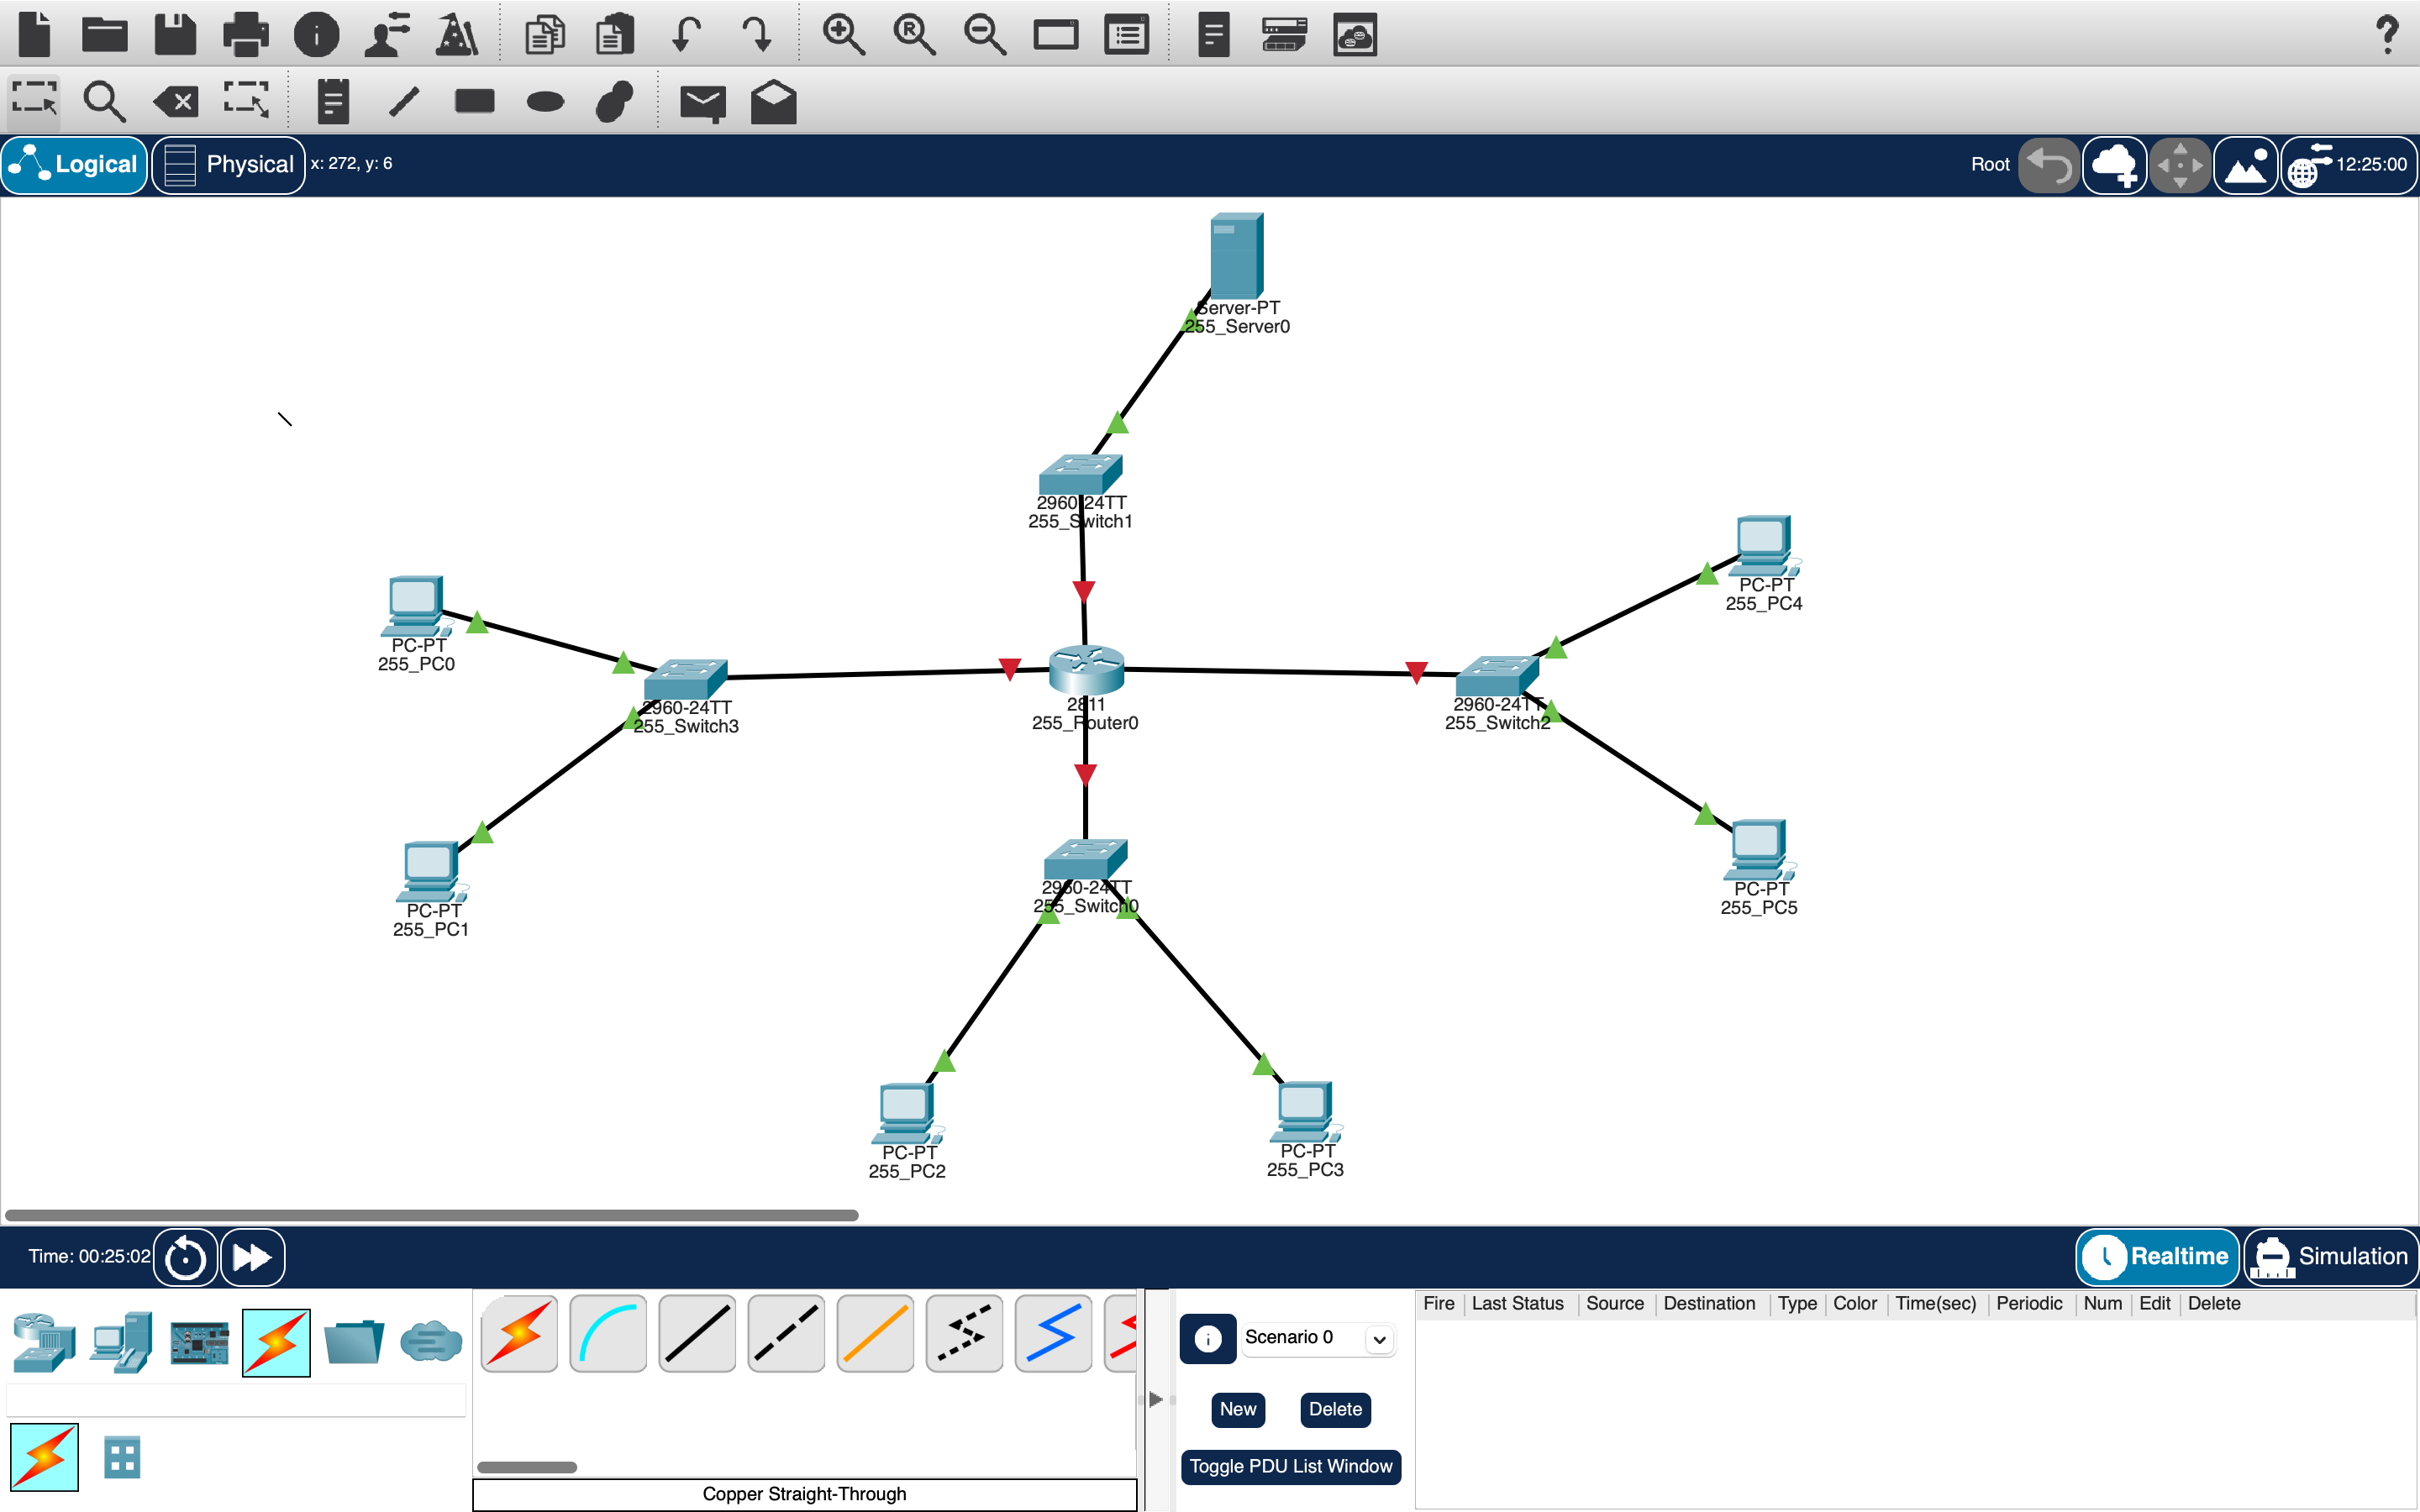 Logical
Physical
x: 272, y: 6
Root
12:25:00
Server-PT
255_Server0
2960-24TT
255_Switch1
PC-PT
255_PC4
PC-PT
255_PC0
2960-24TT
255_Switch3
2811
255_Router0
2960-24TT
255_Switch2
PC-PT
255_PC1
2960-24TT
255_Switch0
PC-PT
255_PC5
PC-PT
255_PC2
PC-PT
255_PC3
Time: 00:25:02
Realtime
Simulation
Scenario 0
New
Delete
Toggle PDU List Window
Fire Last Status Source Destination Type Color Time(sec) Periodic Num Edit Delete
Copper Straight-Through